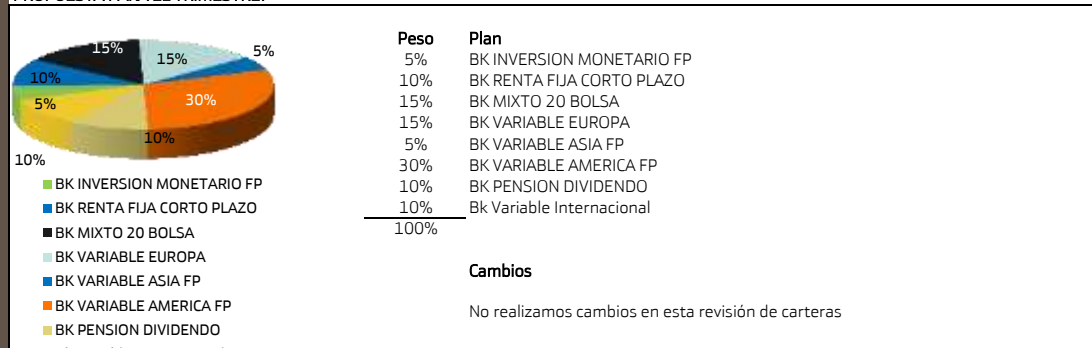 15%
15%
5%
10%
5%
30%
10%
10%
BK INVERSION MONETARIO FP
BK RENTA FIJA CORTO PLAZO
BK MIXTO 20 BOLSA
BK VARIABLE EUROPA
BK VARIABLE ASIA FP
BK VARIABLE AMERICA FP
BK PENSION DIVIDENDO
Peso Plan
5% BK INVERSION MONETARIO FP
10% BK RENTA FIJA CORTO PLAZO
15% BK MIXTO 20 BOLSA
15% BK VARIABLE EUROPA
5% BK VARIABLE ASIA FP
30% BK VARIABLE AMERICA FP
10% BK PENSION DIVIDENDO
10% Bk Variable Internacional
100%
Cambios
No realizamos cambios en esta revisión de carteras